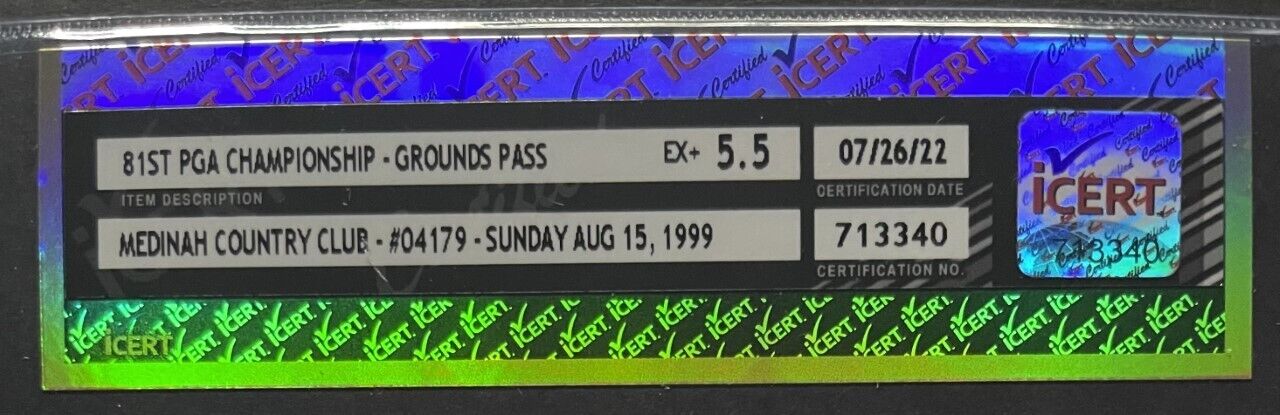 81ST PGA CHAMPIONSHIP - GROUNDS PASS EX+ 5.5 07/26/22
ITEM DESCRIPTION CERTIFICATION DATE
MEDINAH COUNTRY CLUB - #04179 - SUNDAY AUG 15, 1999 713340
CERTIFICATION NO.
iCERT
713340
iCERT